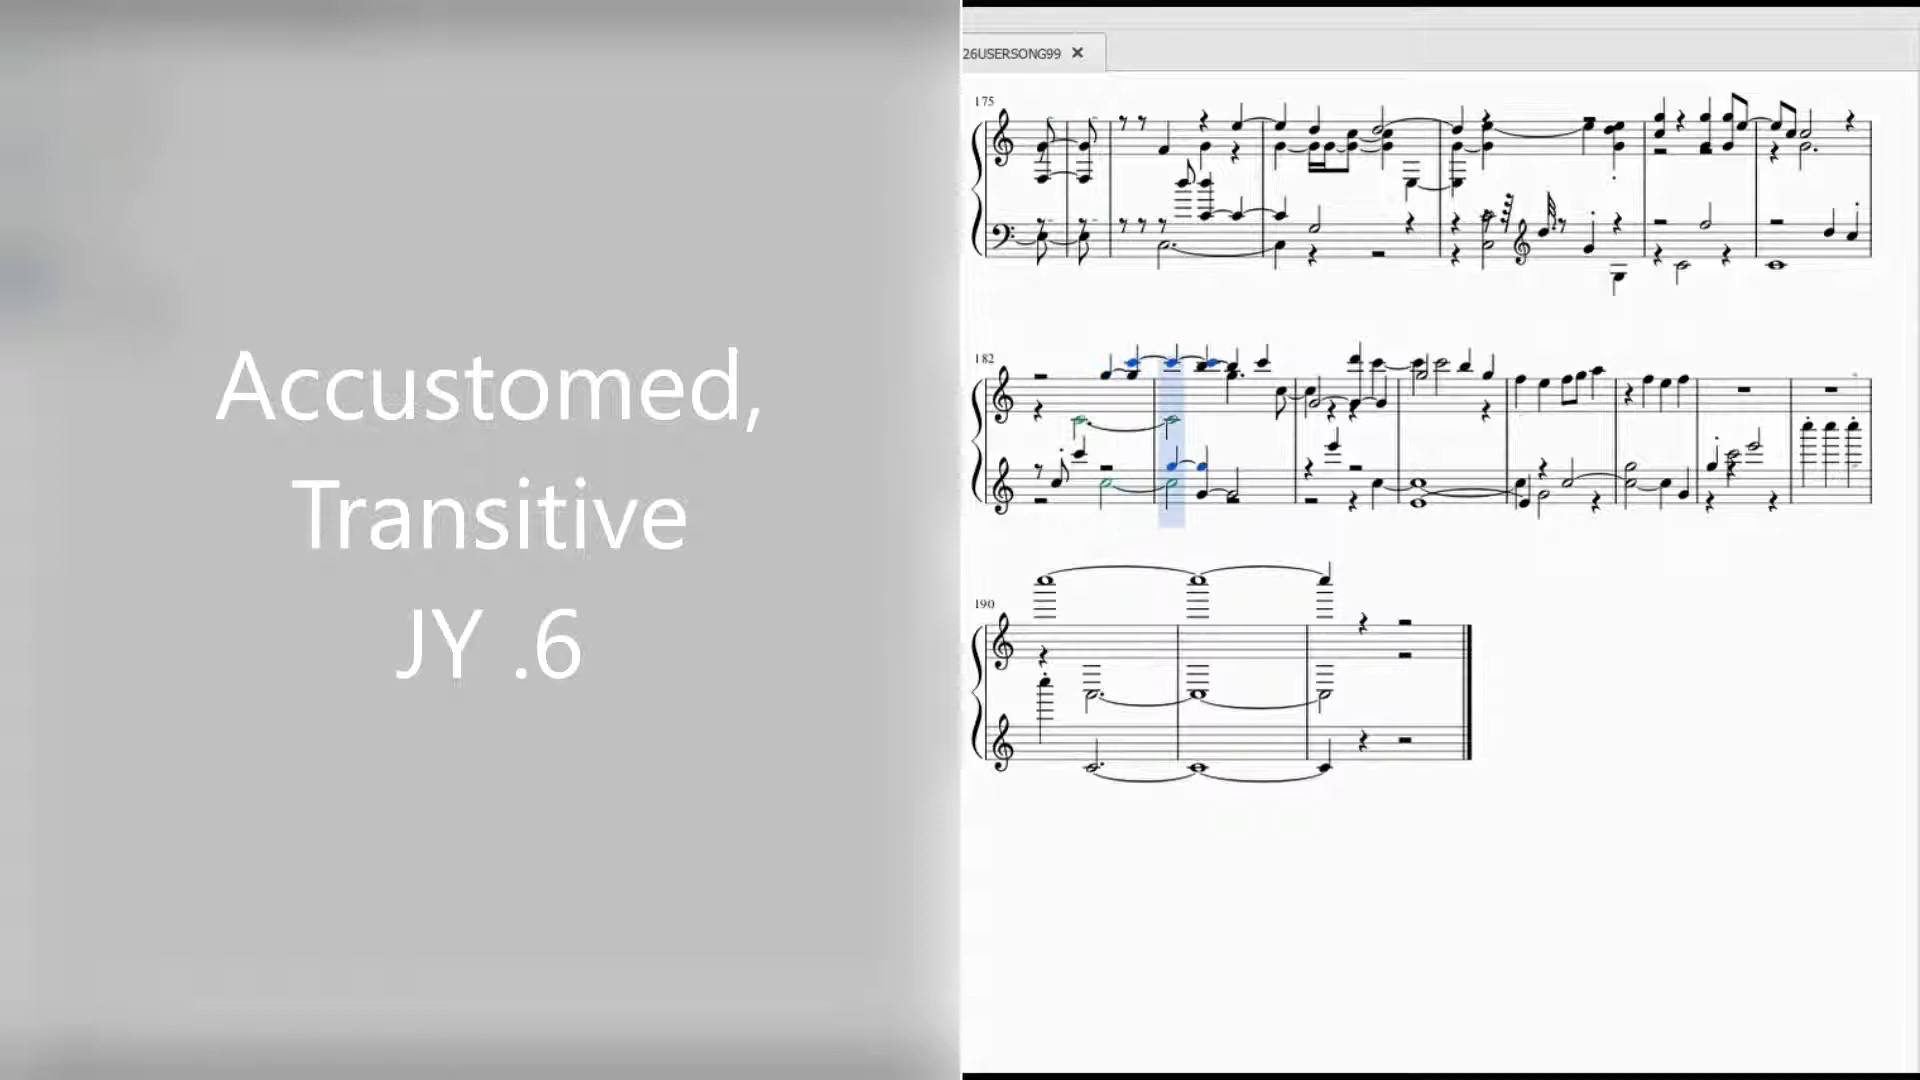 Accustomed,
Transitive
JY .6
26USERSONG99
175
182
190